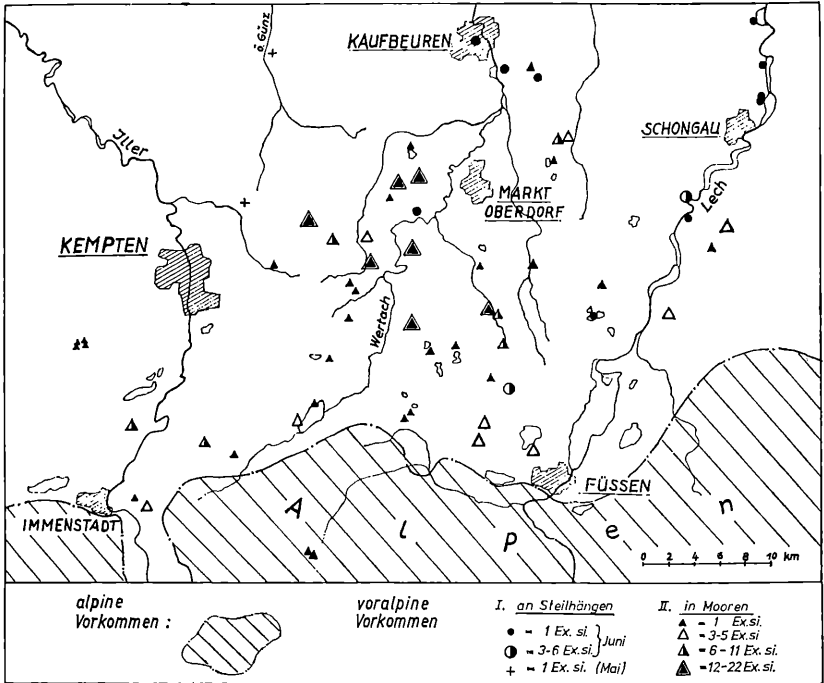 ö. Günz
KAUFBEUREN
Iller
SCHONGAU
Lech
MARKT
OBERDORF
KEMPTEN
Wertach
FÜSSEN
IMMENSTADT
A l p e n
0 2 4 6 8 10 km
alpine
Vorkommen :
voralpine
Vorkommen
I. an Steilhängen
● = 1 Ex. si.
◐ = 3-6 Ex. si.
} Juni
+ = 1 Ex. si. (Mai)
II. in Mooren
▲ = 1 Ex. si.
△ = 3-5 Ex. si
◮ = 6-11 Ex. si.
▲ = 12-22 Ex. si.